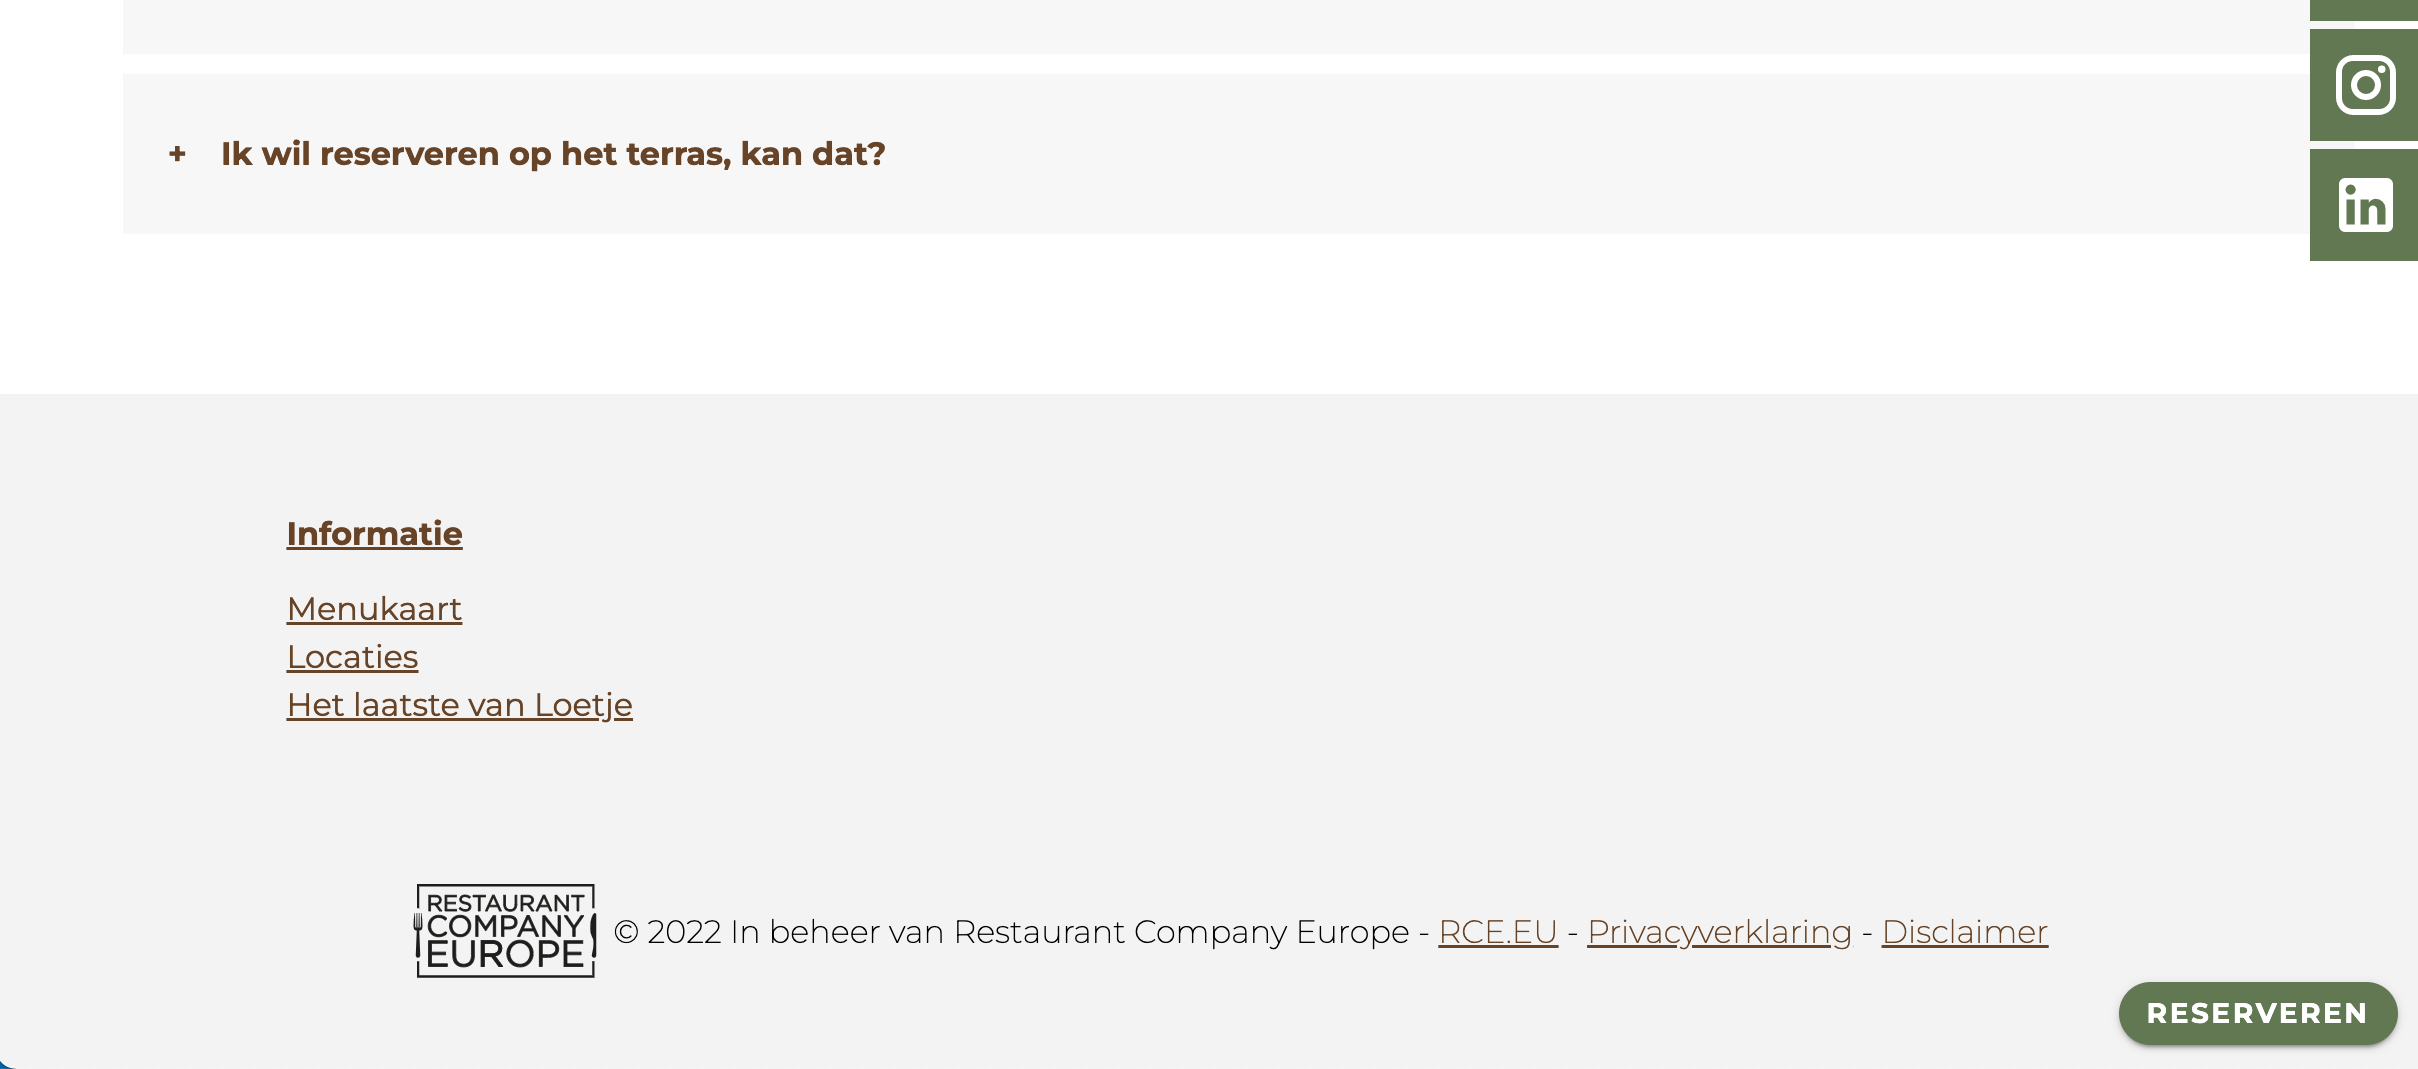 + Ik wil reserveren op het terras, kan dat?
in
Informatie
Menukaart
Locaties
Het laatste van Loetje
RESTAURANT
COMPANY
EUROPE
© 2022 In beheer van Restaurant Company Europe - RCE.EU - Privacyverklaring - Disclaimer
RESERVEREN